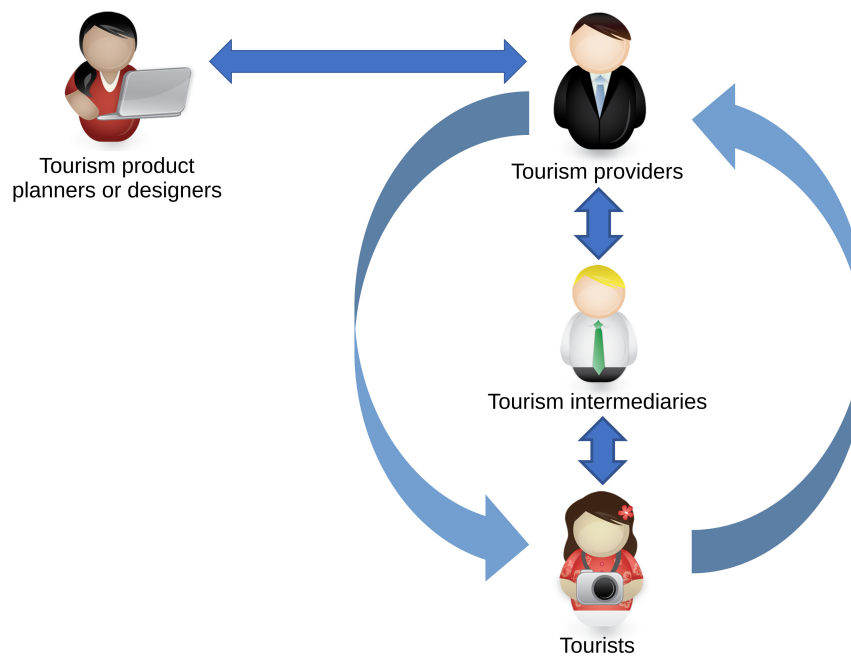 Tourism product
planners or designers
Tourism providers
Tourism intermediaries
Tourists